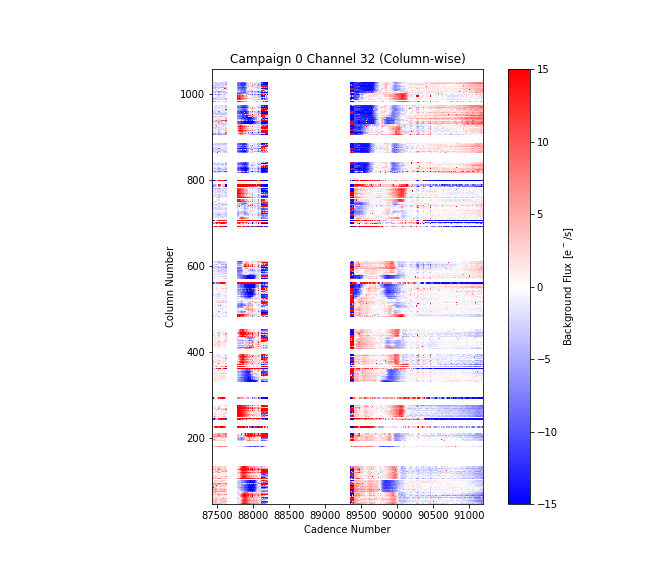 Campaign 0 Channel 32 (Column-wise)
Column Number
1000
800
600
400
200
87500 88000 88500 89000 89500 90000 90500 91000
Cadence Number
15
10
5
0
−5
−10
−15
Background Flux [e⁻/s]